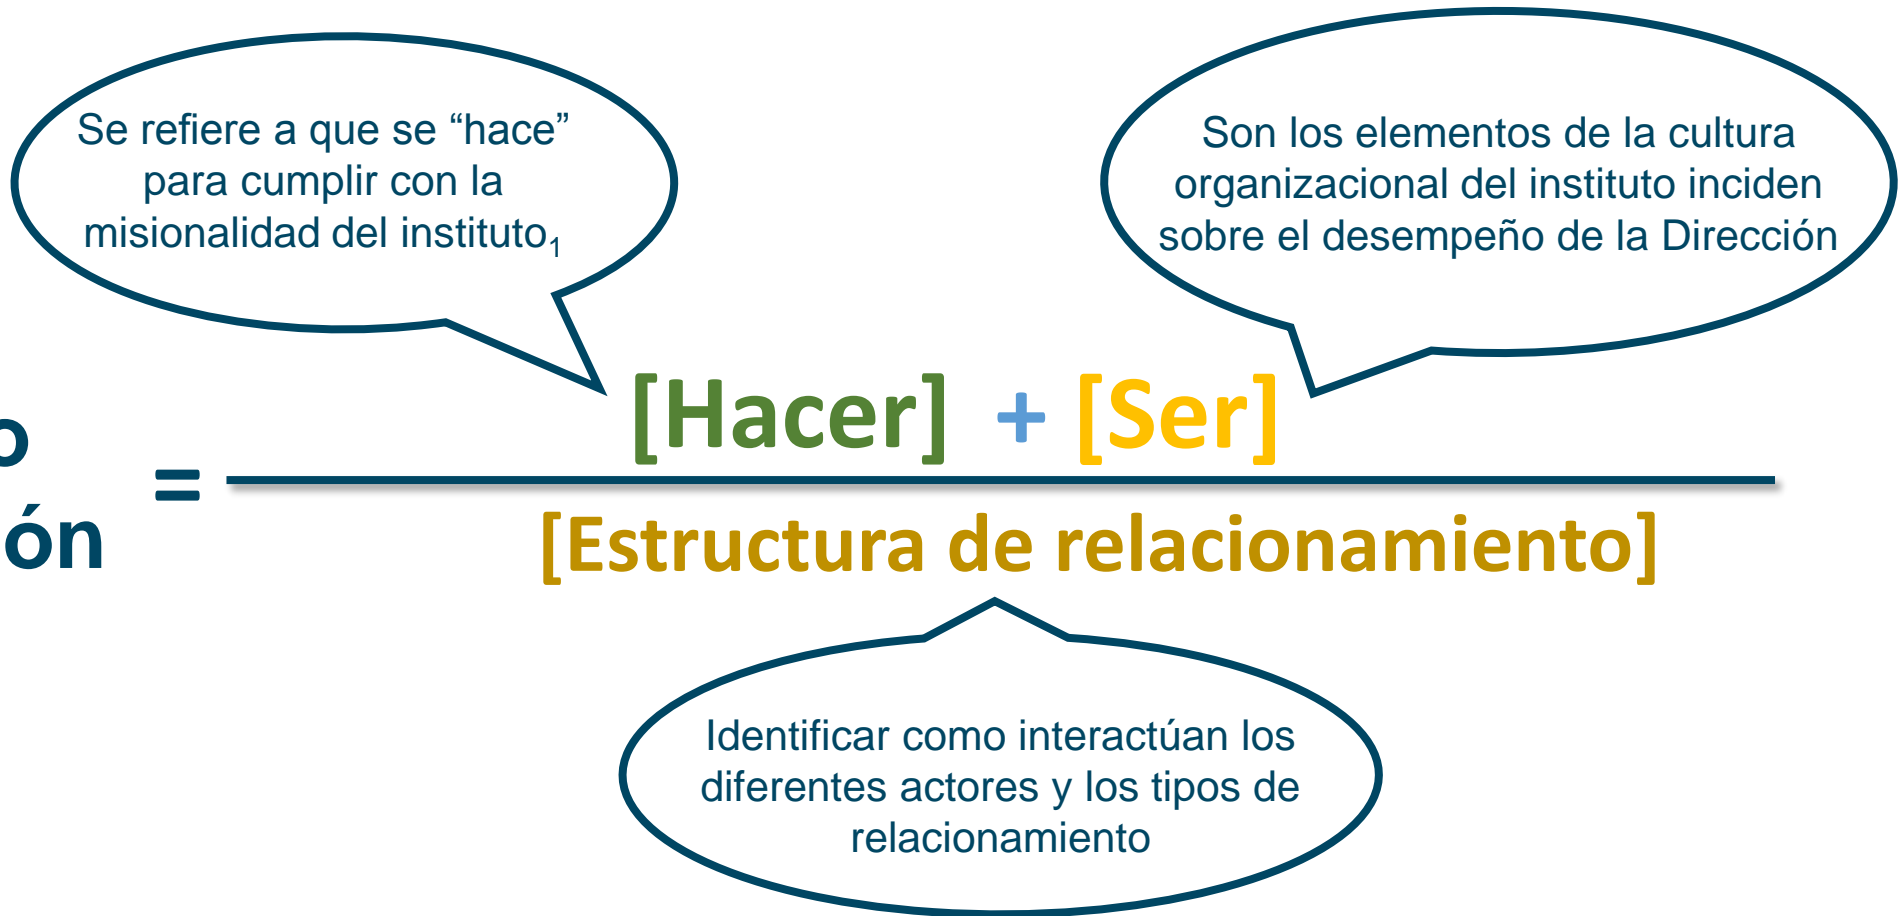 Se refiere a que se “hace”
para cumplir con la
misionalidad del instituto₁
Son los elementos de la cultura
organizacional del instituto inciden
sobre el desempeño de la Dirección
[Hacer] + [Ser]
=
[Estructura de relacionamiento]
Identificar como interactúan los
diferentes actores y los tipos de
relacionamiento